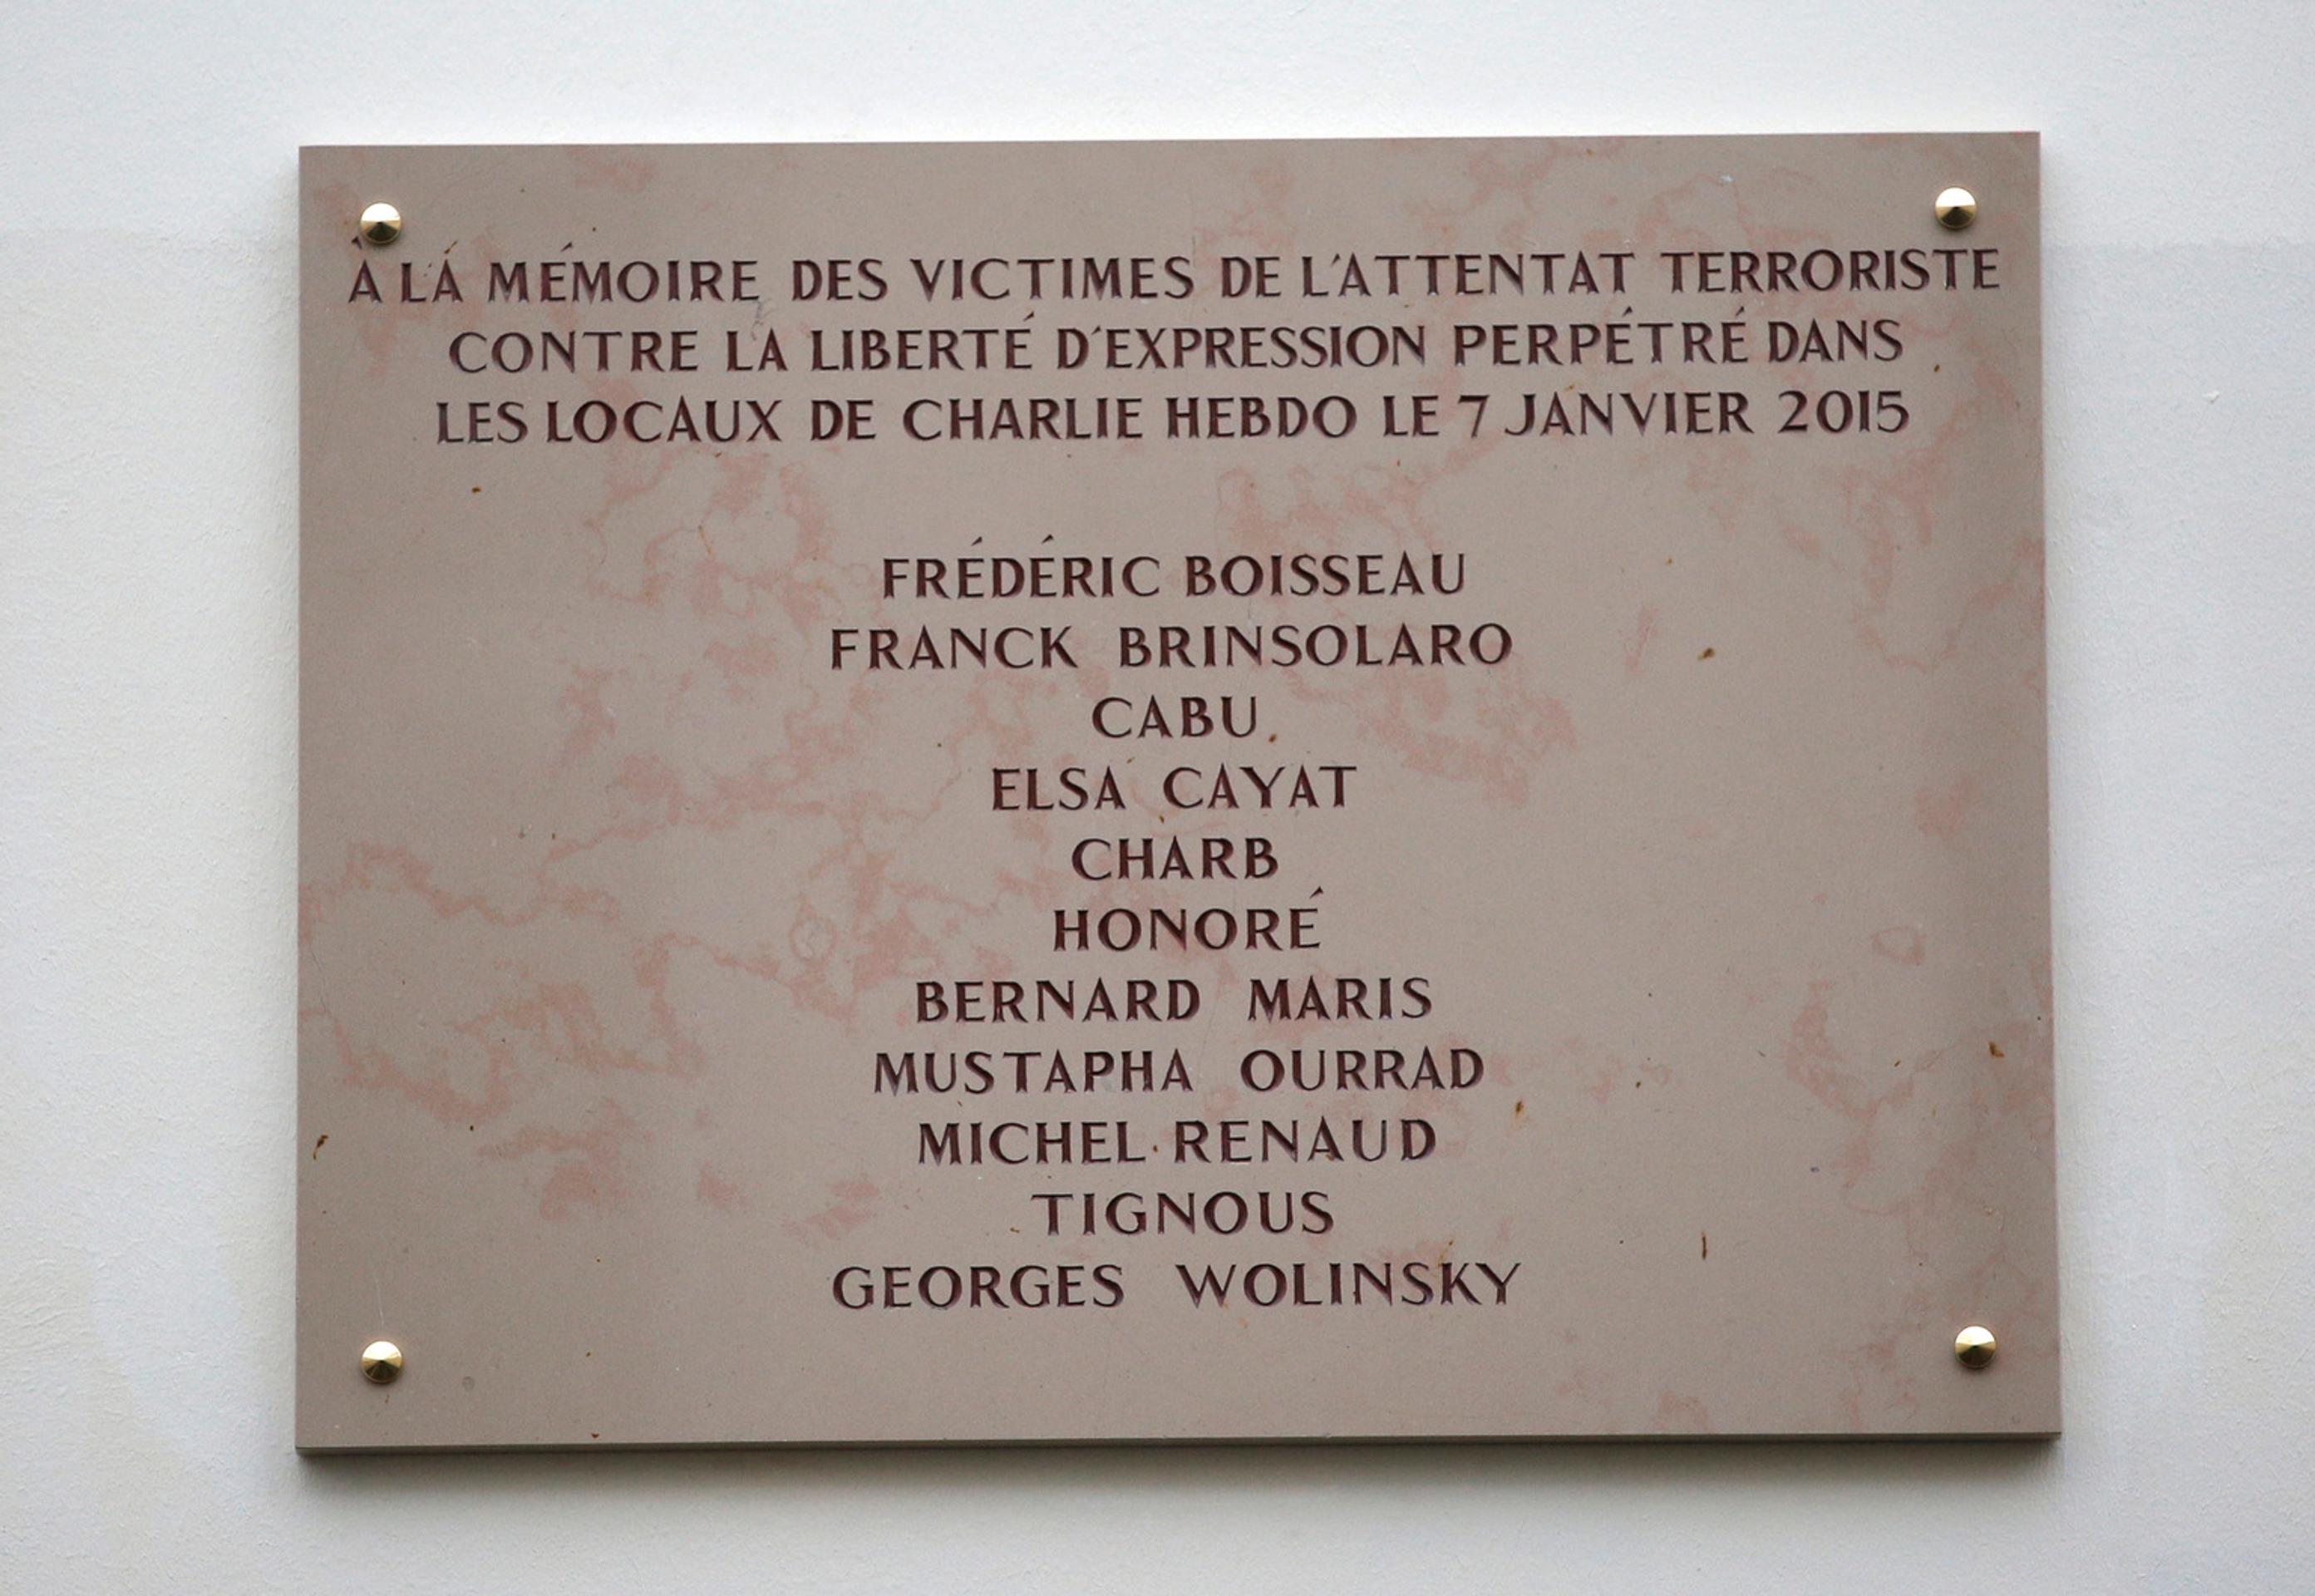 À LA MÉMOIRE DES VICTIMES DE L'ATTENTAT TERRORISTE
CONTRE LA LIBERTÉ D'EXPRESSION PERPÉTRÉ DANS
LES LOCAUX DE CHARLIE HEBDO LE 7 JANVIER 2015
FRÉDÉRIC BOISSEAU
FRANCK BRINSOLARO
CABU
ELSA CAYAT
CHARB
HONORÉ
BERNARD MARIS
MUSTAPHA OURRAD
MICHEL RENAUD
TIGNOUS
GEORGES WOLINSKY